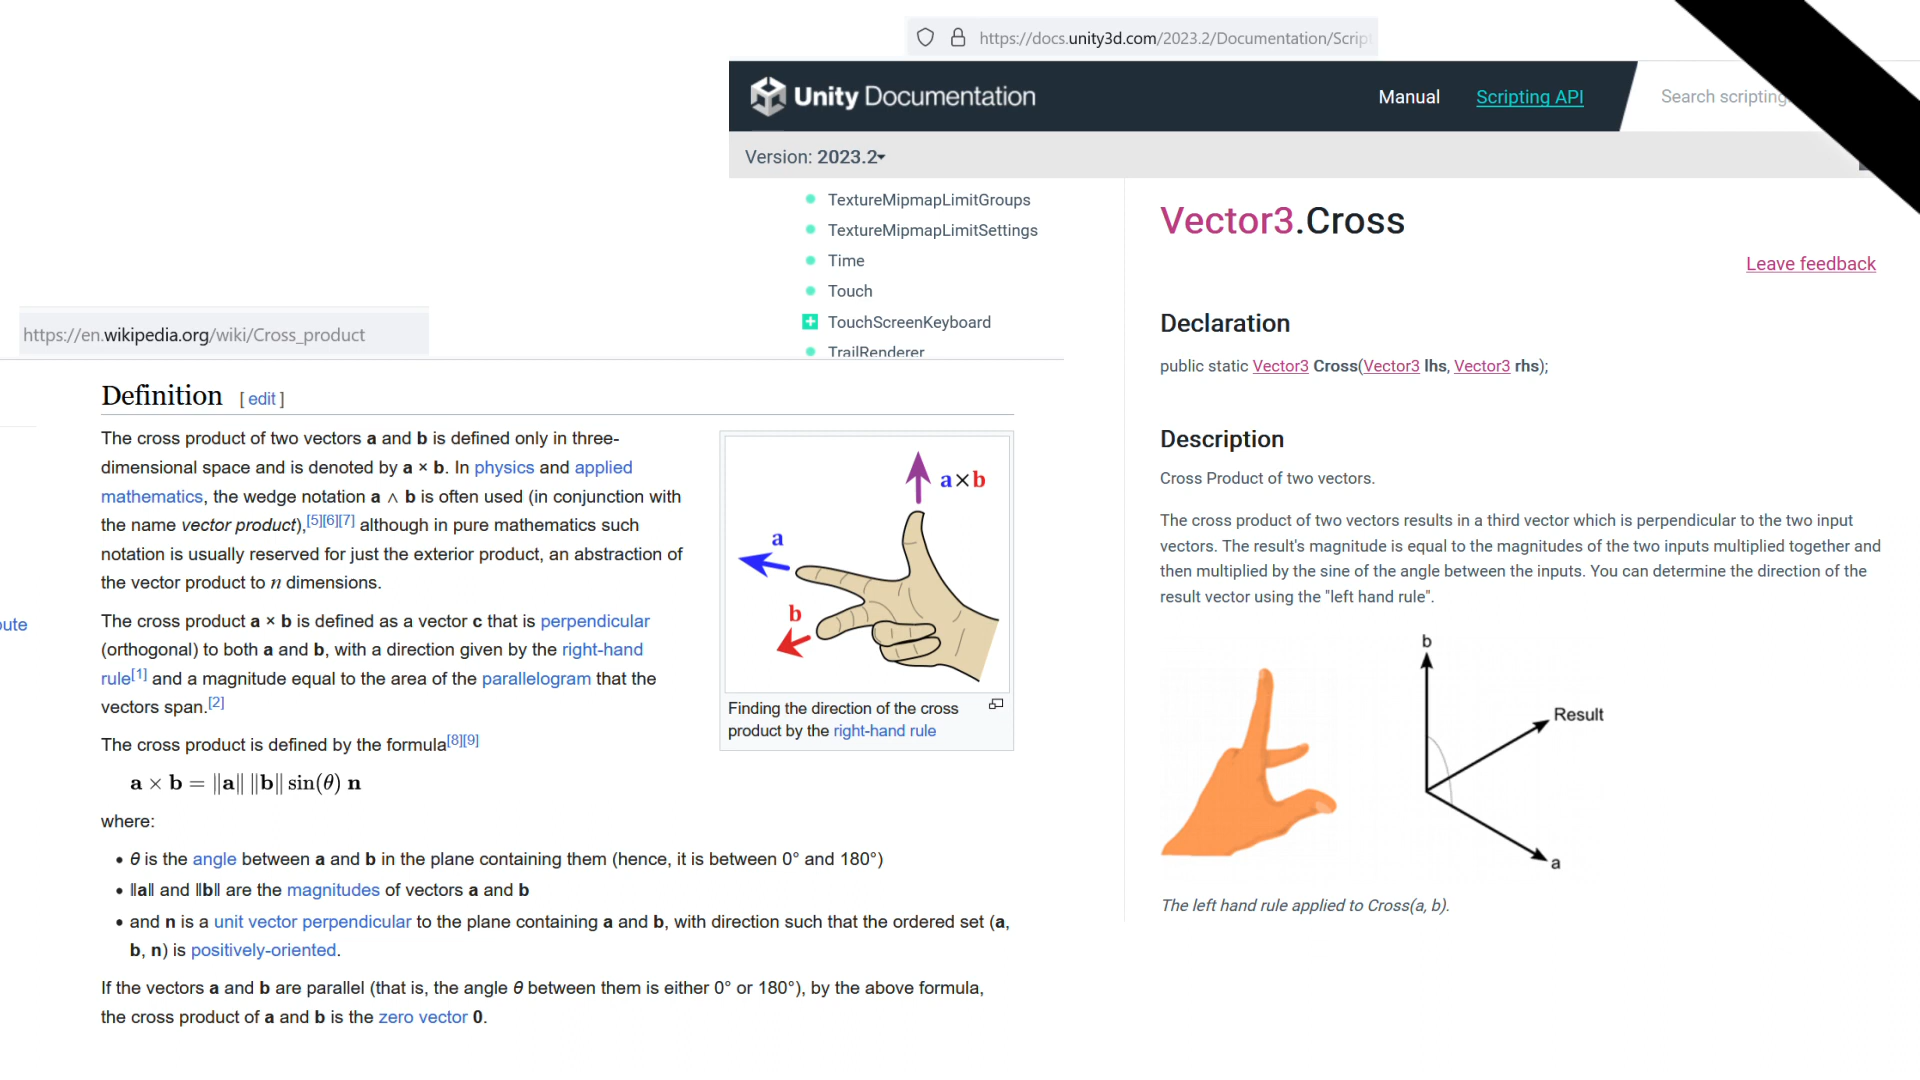 https://docs.unity3d.com/2023.2/Documentation/Scrip
Unity Documentation
Manual
Scripting API
Search scripting
Version: 2023.2
TextureMipmapLimitGroups
TextureMipmapLimitSettings
Time
Touch
TouchScreenKeyboard
TrailRenderer
Vector3.Cross
Leave feedback
Declaration
public static Vector3 Cross(Vector3 lhs, Vector3 rhs);
Description
Cross Product of two vectors.
The cross product of two vectors results in a third vector which is perpendicular to the two input
vectors. The result's magnitude is equal to the magnitudes of the two inputs multiplied together and
then multiplied by the sine of the angle between the inputs. You can determine the direction of the
result vector using the "left hand rule".
b
Result
a
The left hand rule applied to Cross(a, b).
https://en.wikipedia.org/wiki/Cross_product
Definition [ edit ]
The cross product of two vectors a and b is defined only in three-
dimensional space and is denoted by a × b. In physics and applied
mathematics, the wedge notation a ∧ b is often used (in conjunction with
the name vector product),[5][6][7] although in pure mathematics such
notation is usually reserved for just the exterior product, an abstraction of
the vector product to n dimensions.
The cross product a × b is defined as a vector c that is perpendicular
(orthogonal) to both a and b, with a direction given by the right-hand
rule[1] and a magnitude equal to the area of the parallelogram that the
vectors span.[2]
The cross product is defined by the formula[8][9]
a × b = ‖a‖ ‖b‖ sin(θ) n
where:
• θ is the angle between a and b in the plane containing them (hence, it is between 0° and 180°)
• ‖a‖ and ‖b‖ are the magnitudes of vectors a and b
• and n is a unit vector perpendicular to the plane containing a and b, with direction such that the ordered set (a,
b, n) is positively-oriented.
If the vectors a and b are parallel (that is, the angle θ between them is either 0° or 180°), by the above formula,
the cross product of a and b is the zero vector 0.
a×b
a
b
Finding the direction of the cross
product by the right-hand rule